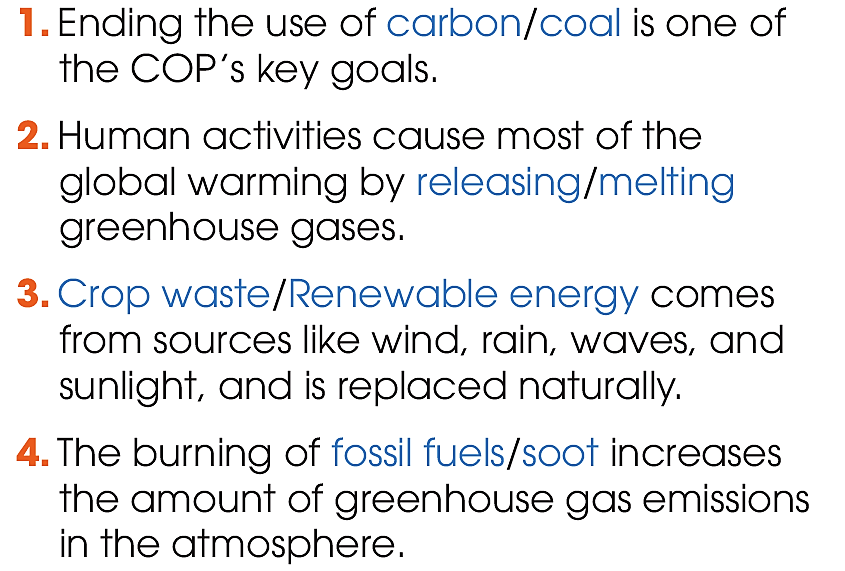 1. Ending the use of carbon/coal is one of
the COP's key goals.
2. Human activities cause most of the
global warming by releasing/melting
greenhouse gases.
3. Crop waste/Renewable energy comes
from sources like wind, rain, waves, and
sunlight, and is replaced naturally.
4. The burning of fossil fuels/soot increases
the amount of greenhouse gas emissions
in the atmosphere.